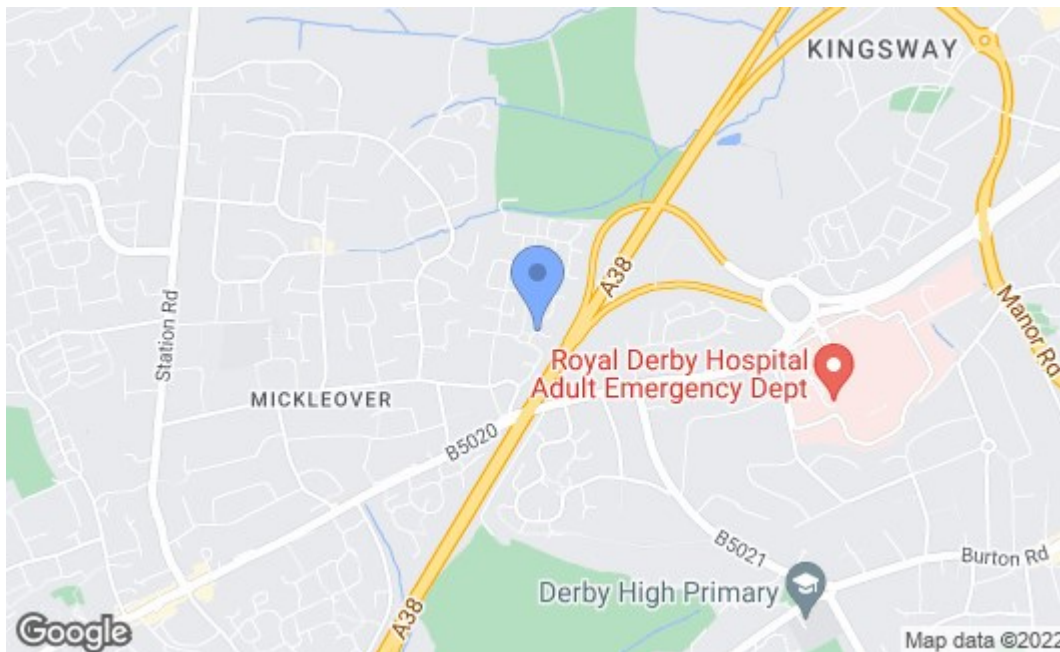 KINGSWAY
A38
Station Rd
Manor Rd
Royal Derby Hospital
Adult Emergency Dept
MICKLEOVER
B5020
B5021
Burton Rd
Derby High Primary
A38
Google
Map data ©2022